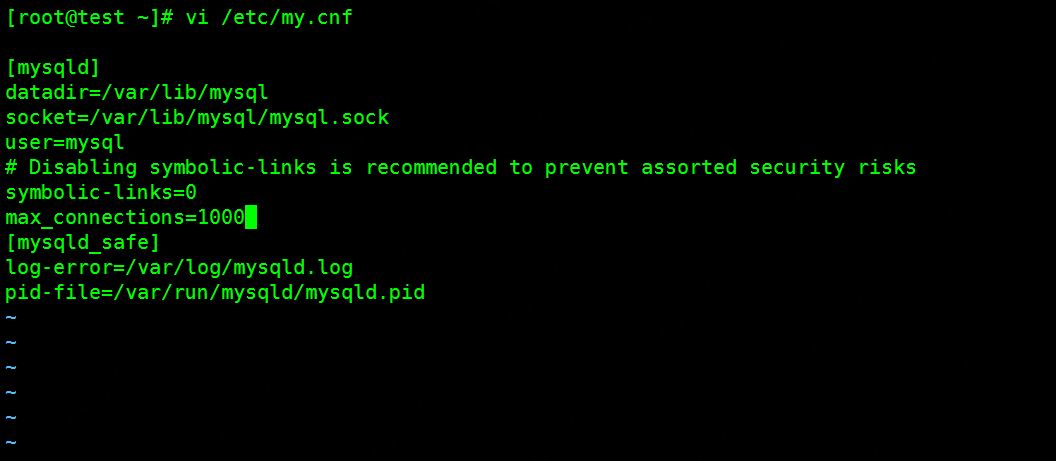 [root@test ~]# vi /etc/my.cnf
[mysqld]
datadir=/var/lib/mysql
socket=/var/lib/mysql/mysql.sock
user=mysql
# Disabling symbolic-links is recommended to prevent assorted security risks
symbolic-links=0
max_connections=1000
[mysqld_safe]
log-error=/var/log/mysqld.log
pid-file=/var/run/mysqld/mysqld.pid
~
~
~
~
~
~